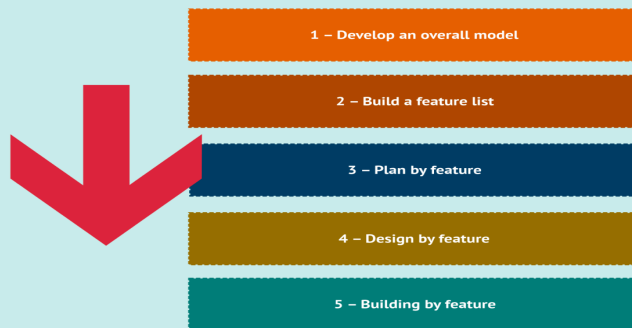 1 – Develop an overall model
2 – Build a feature list
3 – Plan by feature
4 – Design by feature
5 – Building by feature